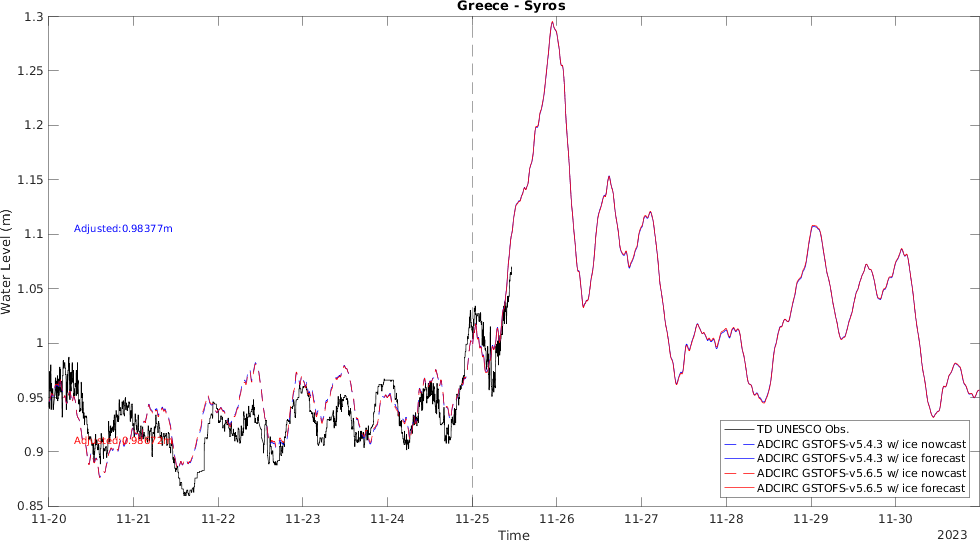 Greece - Syros
1.3
1.25
1.2
1.15
1.1
1.05
1
0.95
0.9
0.85
Water Level (m)
Adjusted:0.98377m
TD UNESCO Obs.
ADCIRC GSTOFS-v5.4.3 w/ ice nowcast
ADCIRC GSTOFS-v5.4.3 w/ ice forecast
ADCIRC GSTOFS-v5.6.5 w/ ice nowcast
ADCIRC GSTOFS-v5.6.5 w/ ice forecast
11-20 11-21 11-22 11-23 11-24 11-25 11-26 11-27 11-28 11-29 11-30
Time
2023